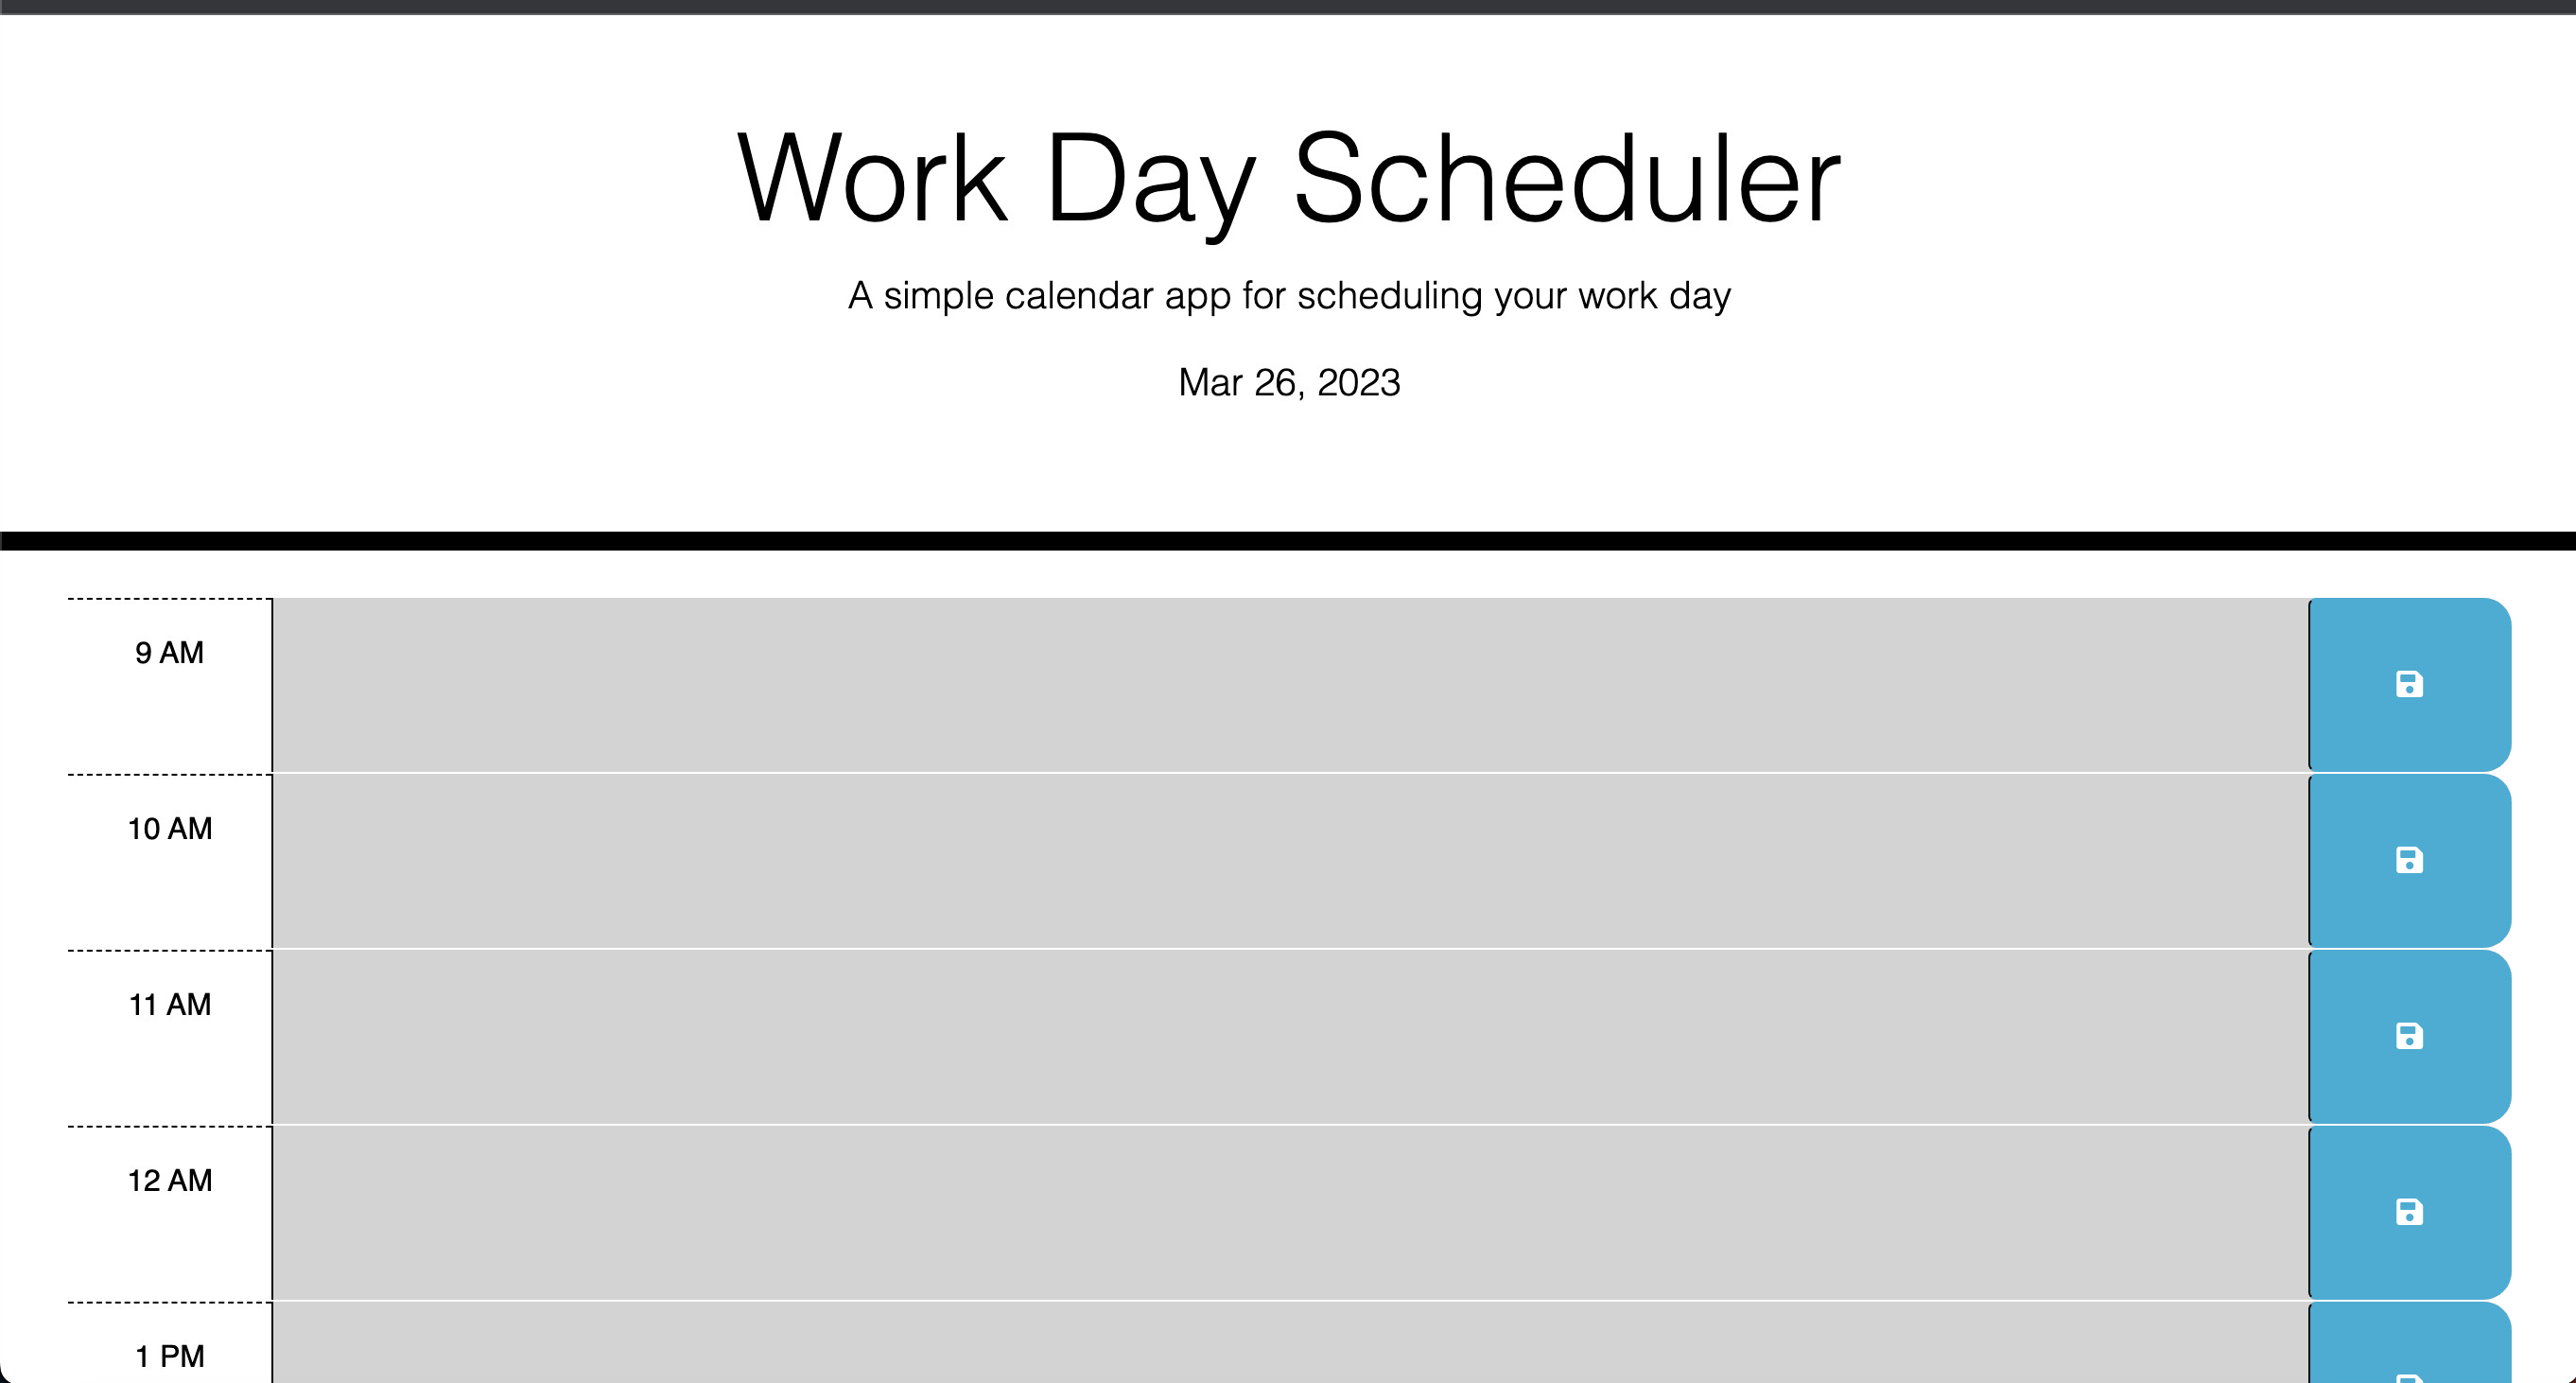 Work Day Scheduler
A simple calendar app for scheduling your work day
Mar 26, 2023
9 AM
10 AM
11 AM
12 AM
1 PM